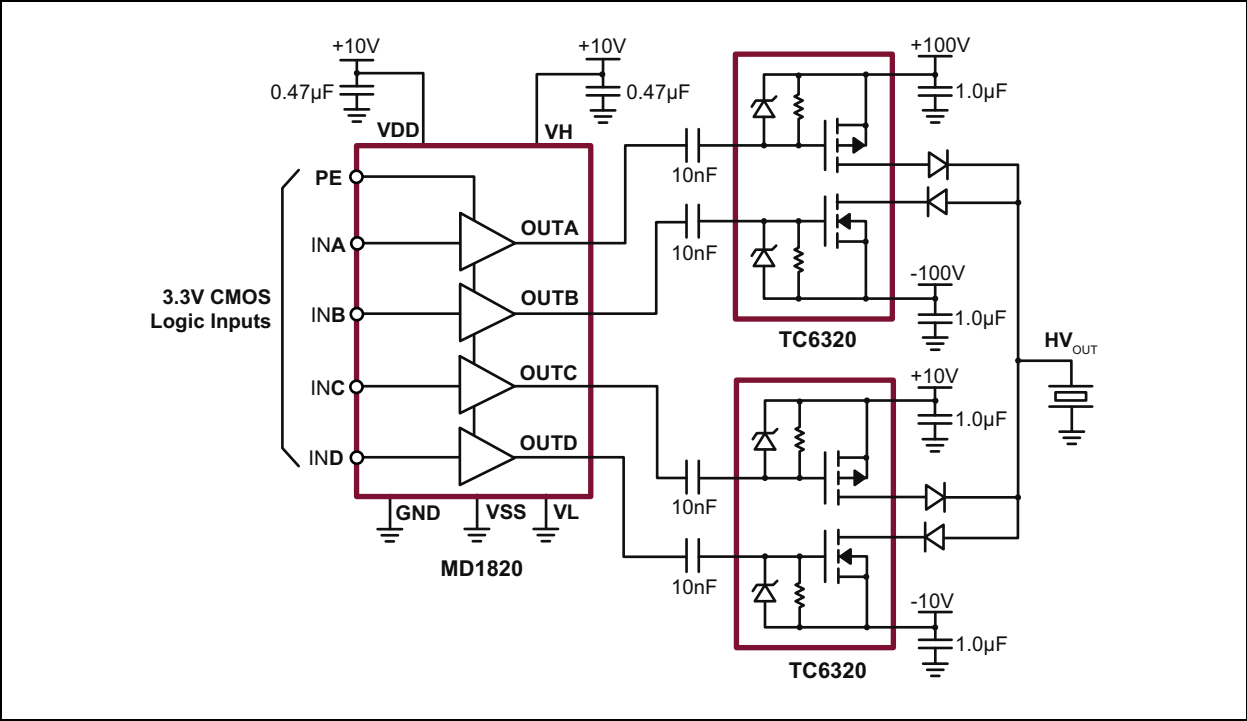 +10V
+10V
+100V
0.47µF
0.47µF
1.0µF
VDD
VH
PE
10nF
OUTA
INA
10nF
-100V
3.3V CMOS
Logic Inputs
OUTB
INB
1.0µF
TC6320
HVOUT
OUTC
INC
+10V
1.0µF
OUTD
IND
10nF
GND
VSS
VL
MD1820
10nF
-10V
1.0µF
TC6320